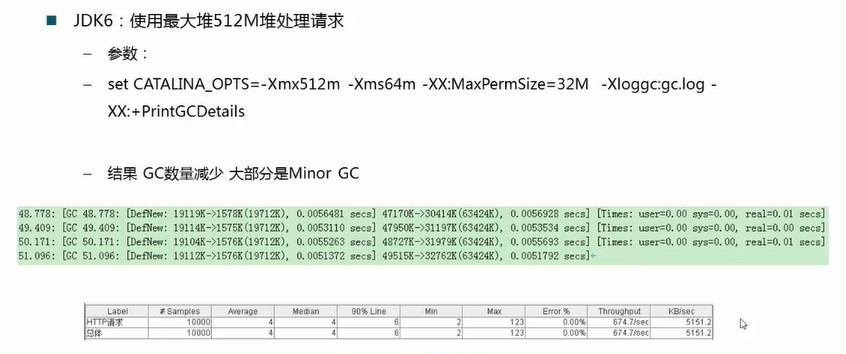 JDK6：使用最大堆512M堆处理请求
– 参数：
– set CATALINA_OPTS=-Xmx512m -Xms64m -XX:MaxPermSize=32M -Xloggc:gc.log -
XX:+PrintGCDetails
– 结果 GC数量减少 大部分是Minor GC
48.778: [GC 48.778: [DefNew: 19119K->1578K(19712K), 0.0056481 secs] 47170K->30414K(63424K), 0.0056928 secs] [Times: user=0.00 sys=0.00, real=0.01 secs]
49.409: [GC 49.409: [DefNew: 19114K->1575K(19712K), 0.0053110 secs] 47950K->31197K(63424K), 0.0053534 secs] [Times: user=0.00 sys=0.00, real=0.00 secs]
50.171: [GC 50.171: [DefNew: 19104K->1576K(19712K), 0.0055263 secs] 48727K->31979K(63424K), 0.0055693 secs] [Times: user=0.00 sys=0.00, real=0.01 secs]
51.096: [GC 51.096: [DefNew: 19112K->1576K(19712K), 0.0051372 secs] 49515K->32762K(63424K), 0.0051792 secs]
Label # Samples Average Median 90% Line Min Max Error % Throughput KB/sec
HTTP请求 10000 4 4 6 2 123 0.00% 674.7/sec 5151.2
总体 10000 4 4 6 2 123 0.00% 674.7/sec 5151.2